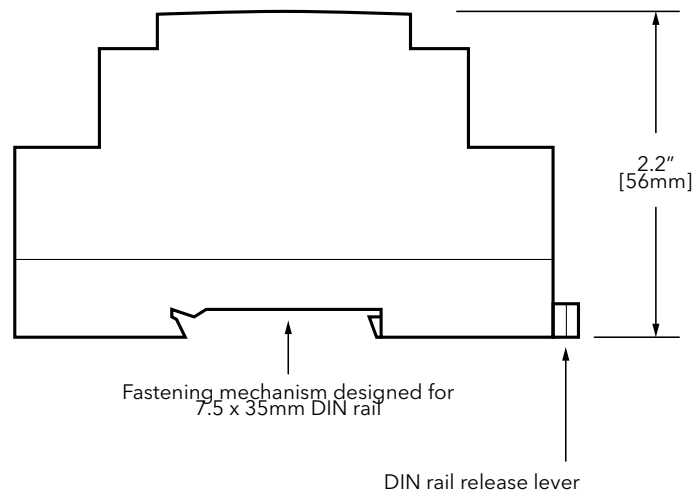 2.2”
[56mm]
Fastening mechanism designed for
7.5 x 35mm DIN rail
DIN rail release lever